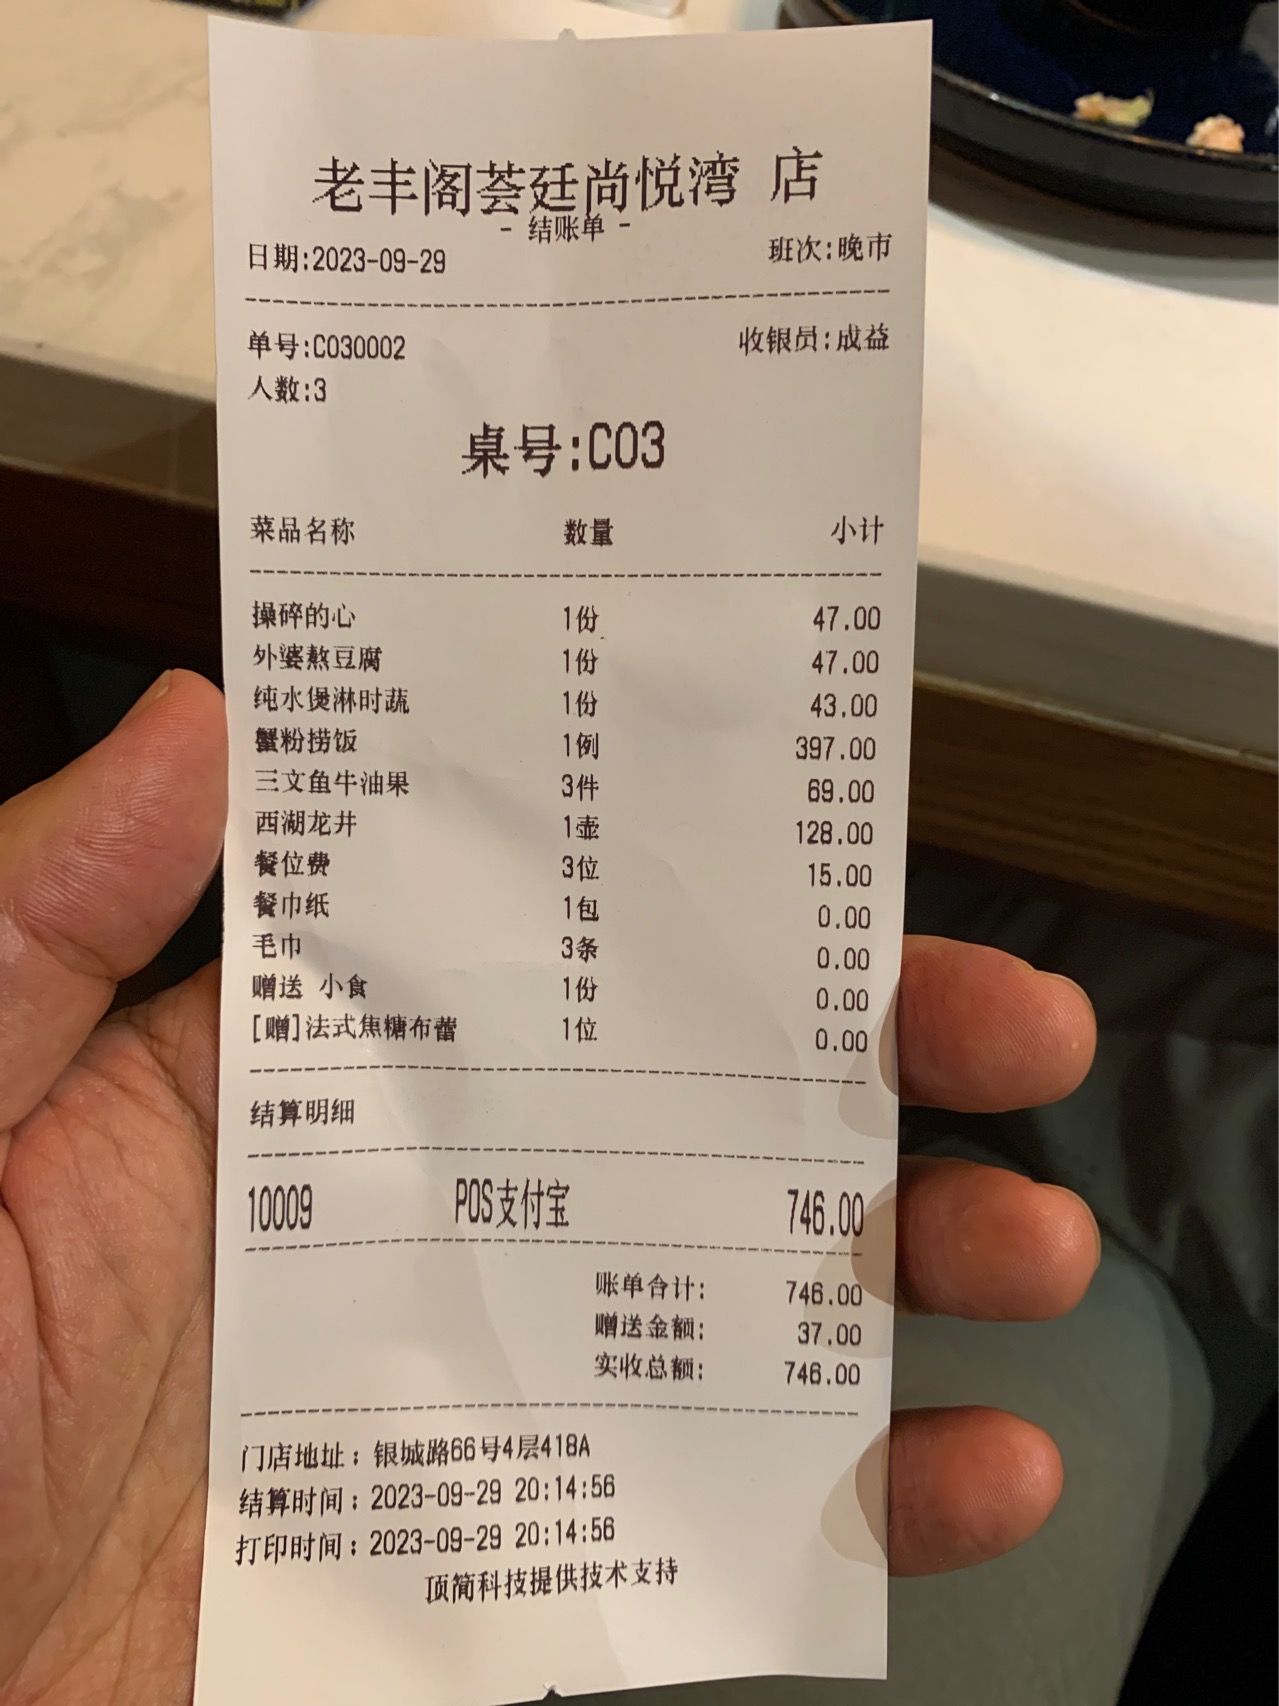 老丰阁荟廷尚悦湾 店
- 结账单 -
日期:2023-09-29 班次:晚市
单号:C030002 收银员:成益
人数:3
桌号:C03
菜品名称 数量 小计
操碎的心 1份 47.00
外婆熬豆腐 1份 47.00
纯水煲淋时蔬 1份 43.00
蟹粉捞饭 1例 397.00
三文鱼牛油果 3件 69.00
西湖龙井 1壶 128.00
餐位费 3位 15.00
餐巾纸 1包 0.00
毛巾 3条 0.00
赠送 小食 1份 0.00
[赠]法式焦糖布蕾 1位 0.00
结算明细
10009 POS支付宝 746.00
账单合计: 746.00
赠送金额: 37.00
实收总额: 746.00
门店地址：银城路66号4层418A
结算时间：2023-09-29 20:14:56
打印时间：2023-09-29 20:14:56
顶简科技提供技术支持